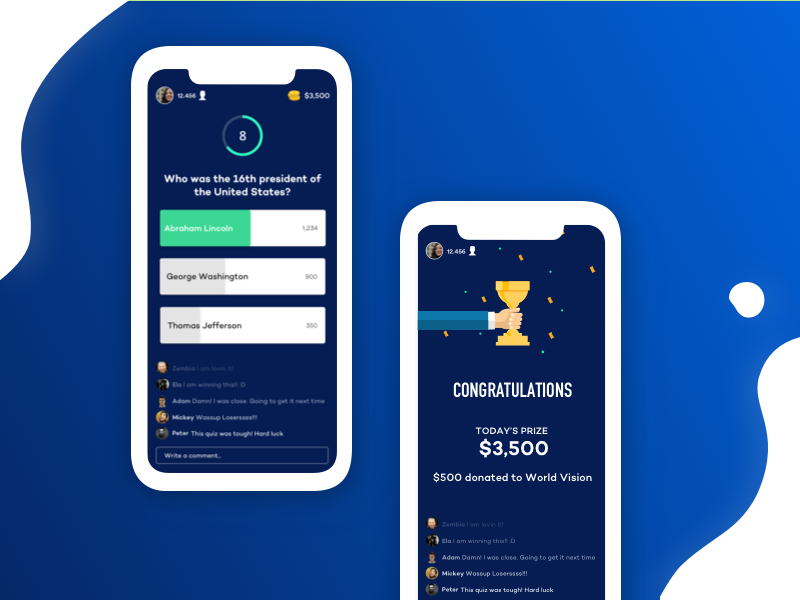 12.456
$3,500
8
Who was the 16th president of
the United States?
Abraham Lincoln 1,234
George Washington 900
Thomas Jefferson 350
Zombie I am lovin it!
Ela I am winning this!! :D
Adam Damn! I was close. Going to get it next time
Mickey Wassup Losersssss!!!
Peter This quiz was tough! Hard luck
Write a comment...
12.456
CONGRATULATIONS
TODAY'S PRIZE
$3,500
$500 donated to World Vision
Zombie I am lovin it!
Ela I am winning this!! :D
Adam Damn! I was close. Going to get it next time
Mickey Wassup Losersssss!!!
Peter This quiz was tough! Hard luck